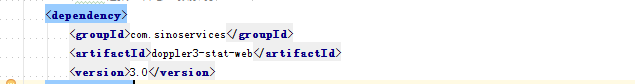 <dependency>
<groupId>com.sinoservices</groupId>
<artifactId>doppler3-stat-web</artifactId>
<version>3.0</version>